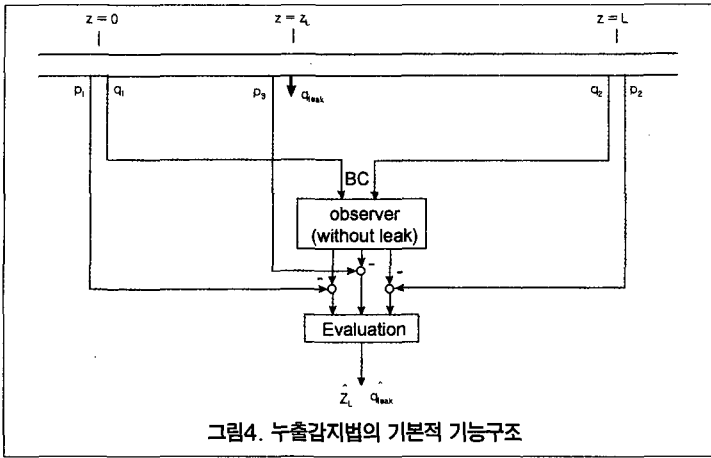 z = 0 z = z_L z = L
p₁ q₁ p₃ q_leak q₂ p₂
BC
observer
(without leak)
- - -
Evaluation
ẑ_L q̂_leak
그림4. 누출감지법의 기본적 기능구조